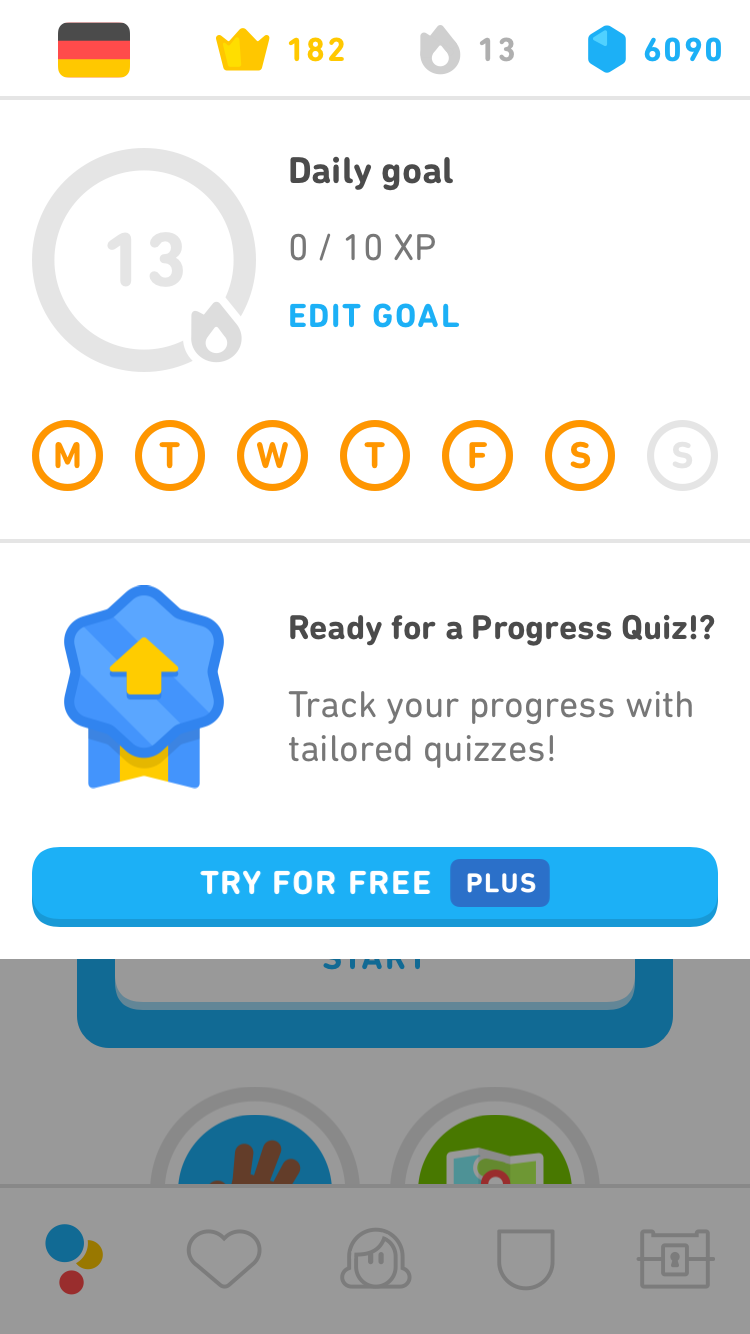 182 13 6090
Daily goal
13
0 / 10 XP
EDIT GOAL
M T W T F S S
Ready for a Progress Quiz!?
Track your progress with
tailored quizzes!
TRY FOR FREE PLUS
START